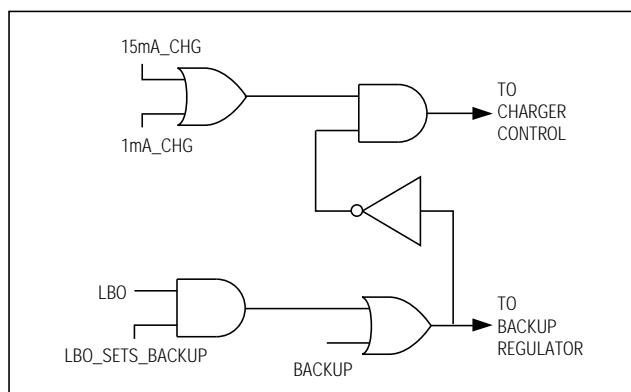 15mA_CHG
1mA_CHG
TO
CHARGER
CONTROL
LBO
LBO_SETS_BACKUP
BACKUP
TO
BACKUP
REGULATOR